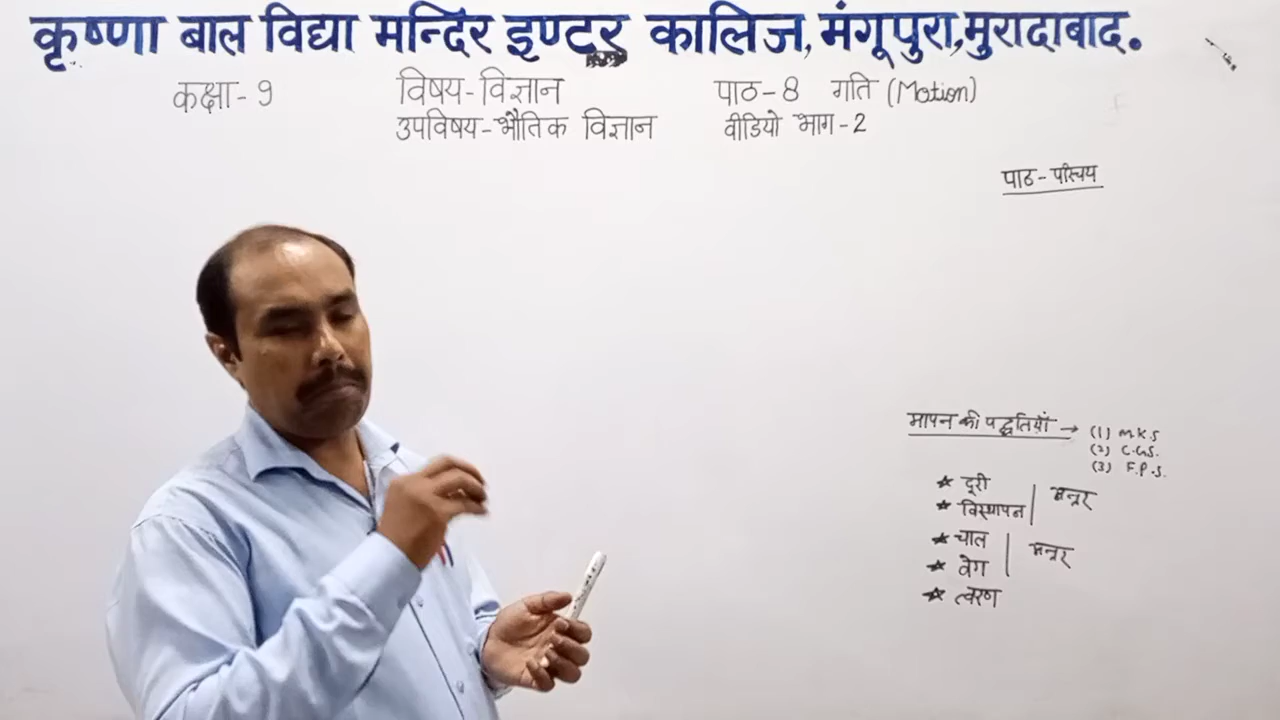 कृष्णा बाल विद्या मन्दिर इण्टर कालिज, मंगूपुरा, मुरादाबाद.
कक्षा - 9 विषय - विज्ञान पाठ - 8 गति (Motion)
उपविषय - भौतिक विज्ञान वीडियो भाग - 2
पाठ - परिचय
मापन की पद्धतियाँ → (1) M.K.S
(2) C.G.S.
(3) F.P.S.
★ दूरी
★ विस्थापन | अन्तर
★ चाल
★ वेग | अन्तर
★ त्वरण